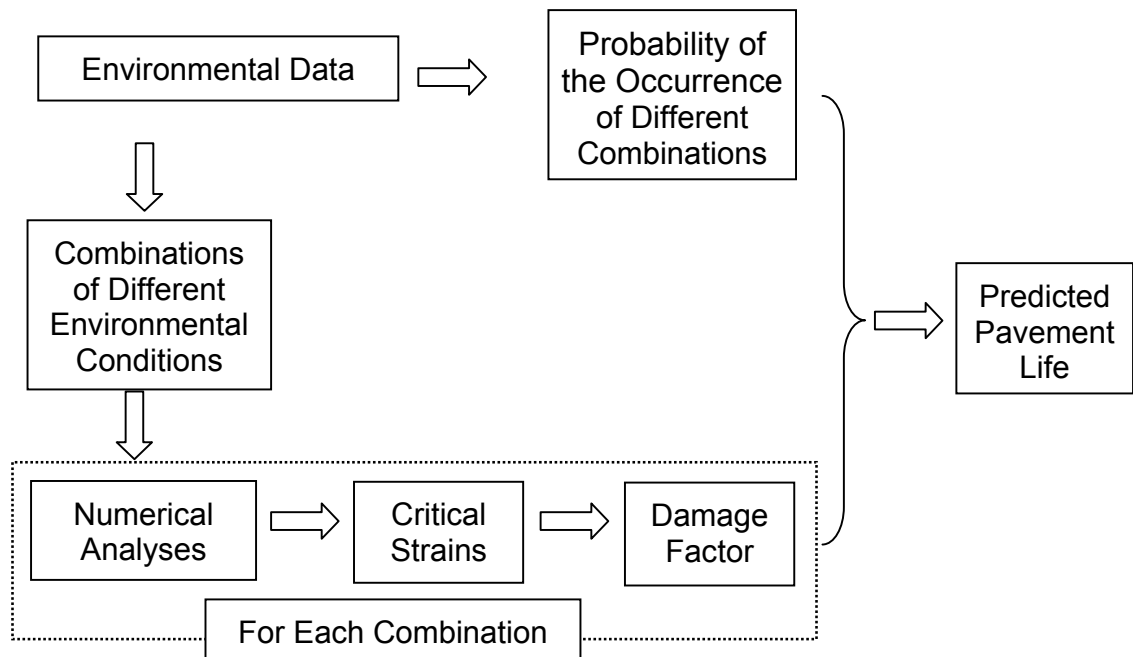 Environmental Data
Probability of
the Occurrence
of Different
Combinations
Combinations
of Different
Environmental
Conditions
Predicted
Pavement
Life
Numerical
Analyses
Critical
Strains
Damage
Factor
For Each Combination